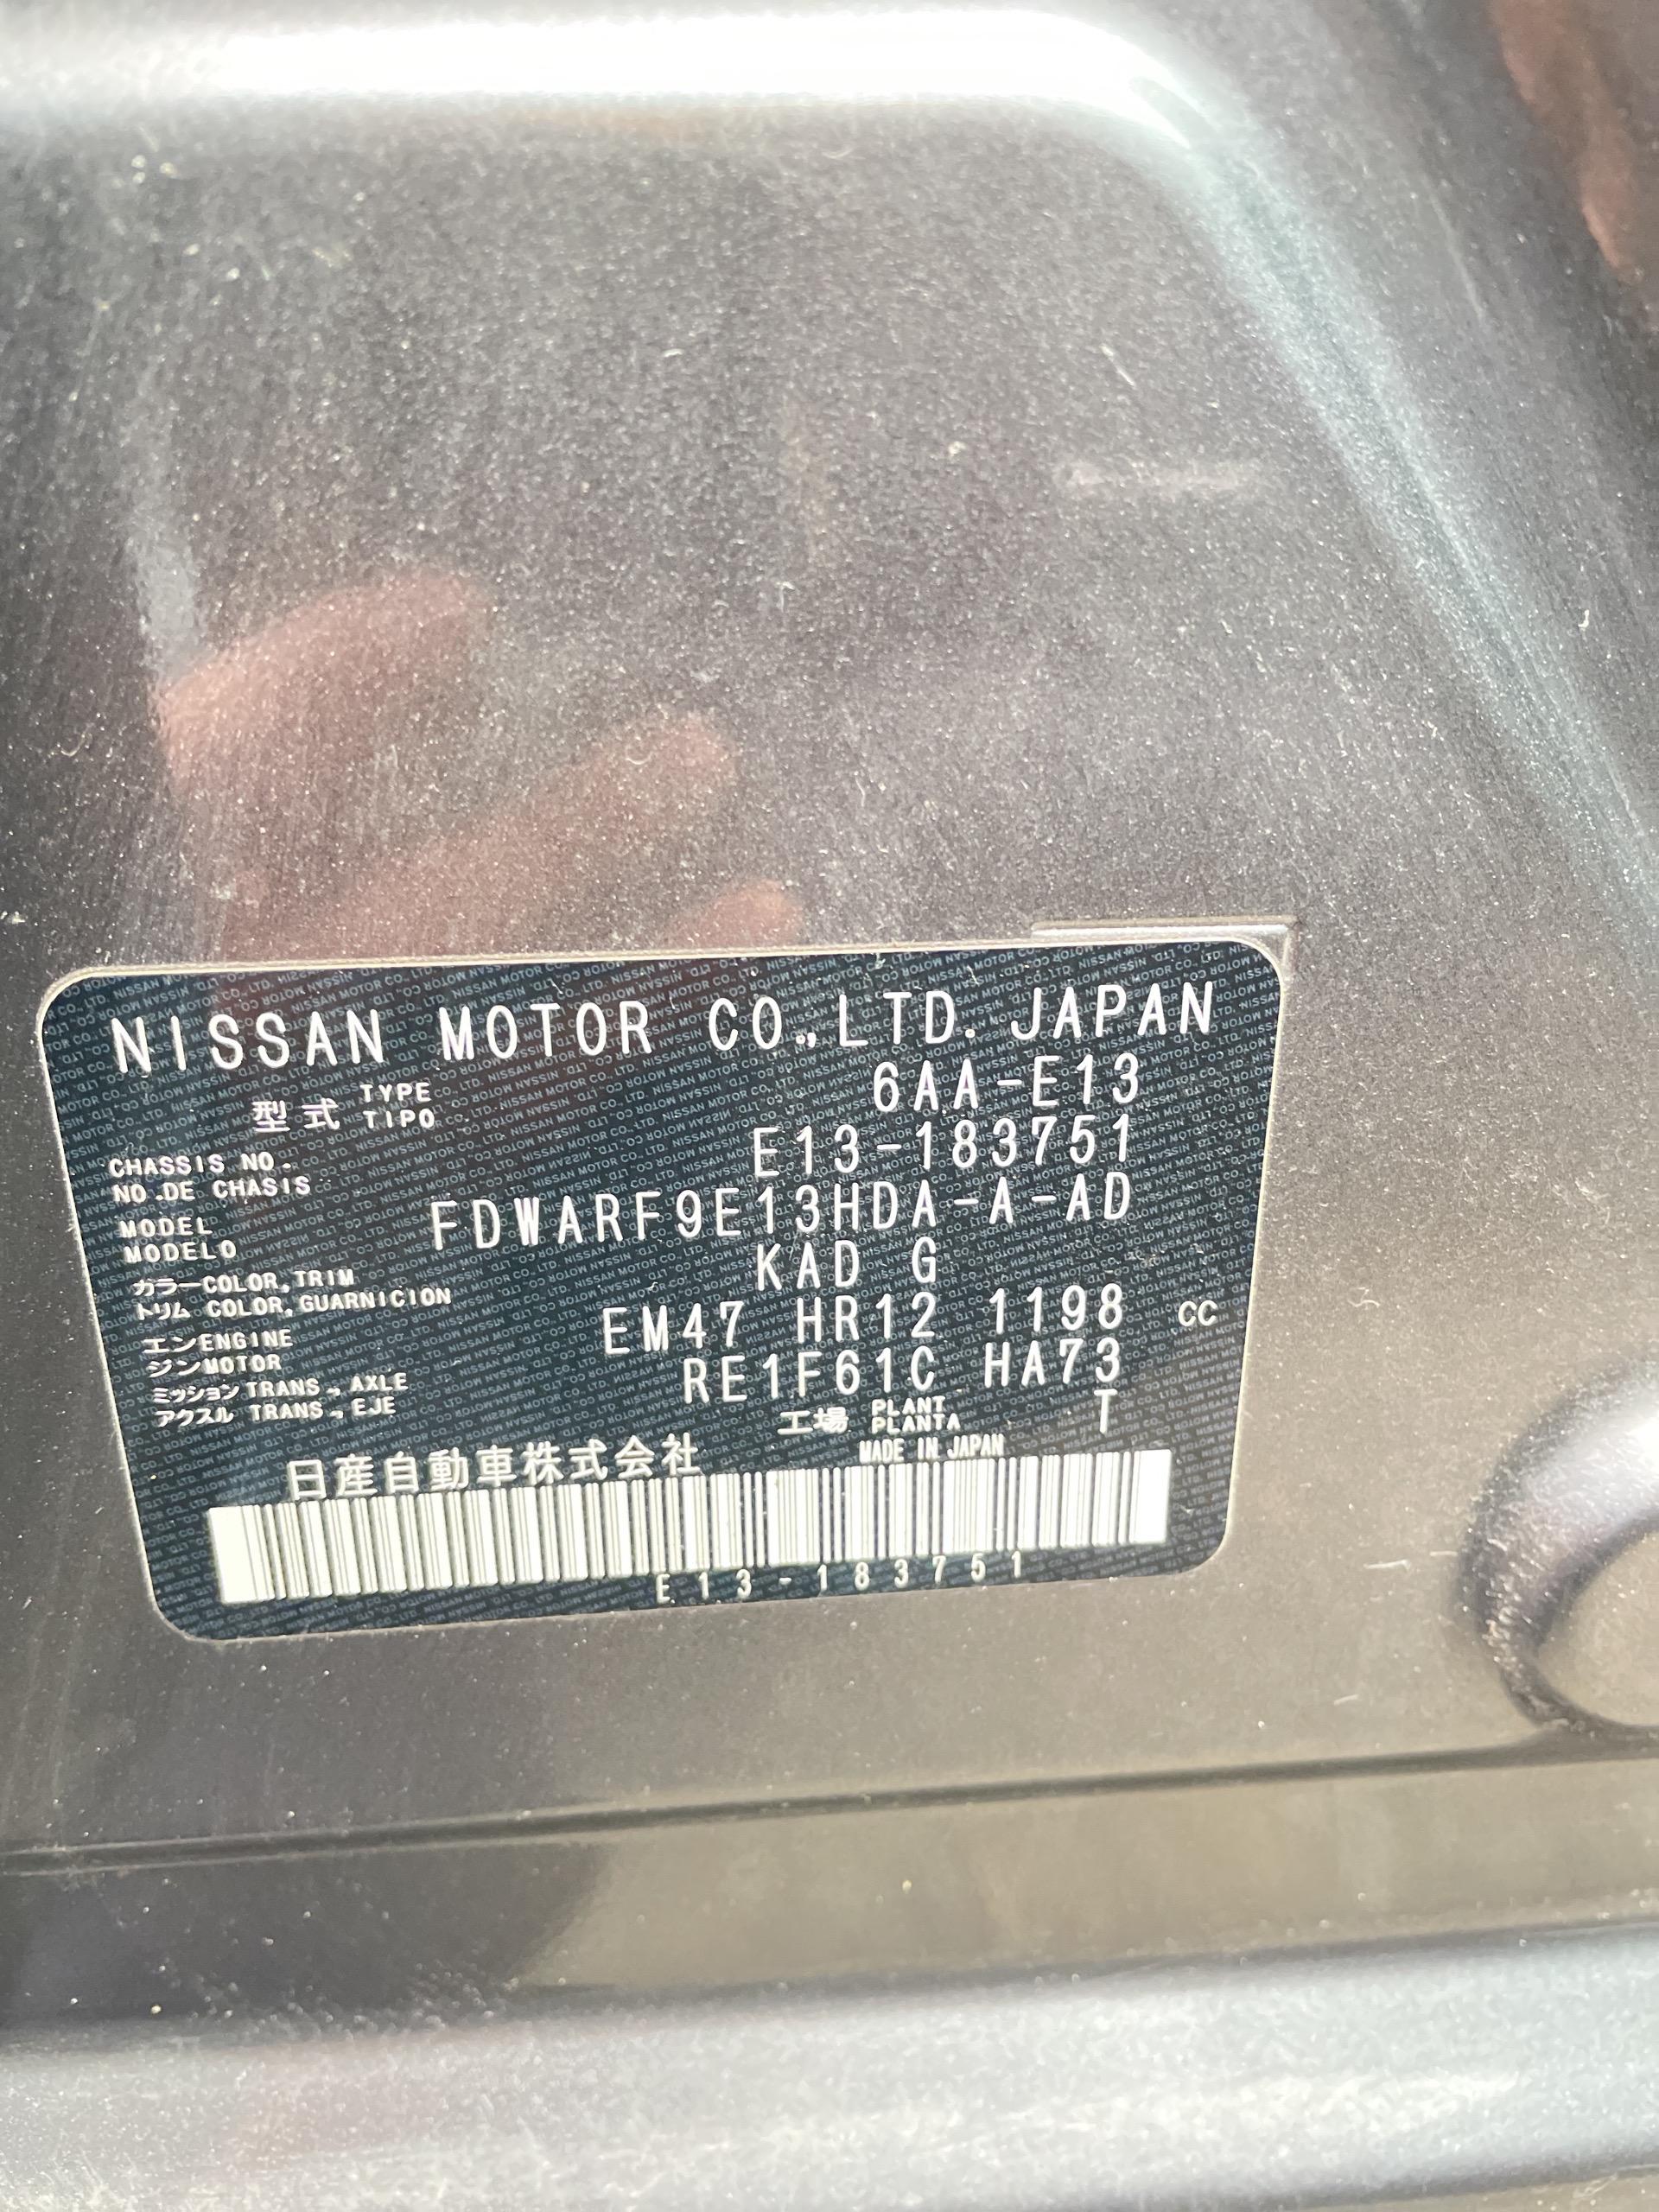 NISSAN MOTOR CO.,LTD. JAPAN
型式 TYPE TIPO 6AA-E13
CHASSIS NO. NO.DE CHASIS E13-183751
MODEL MODELO FDWARF9E13HDA-A-AD
カラー COLOR,TRIM トリム COLOR,GUARNICION KAD G
エンジン ENGINE MOTOR EM47 HR12 1198 CC
ミッション TRANS., AXLE アクスル TRANS., EJE RE1F61C HA73
工場 PLANT PLANTA T
日産自動車株式会社 MADE IN JAPAN
E13-183751